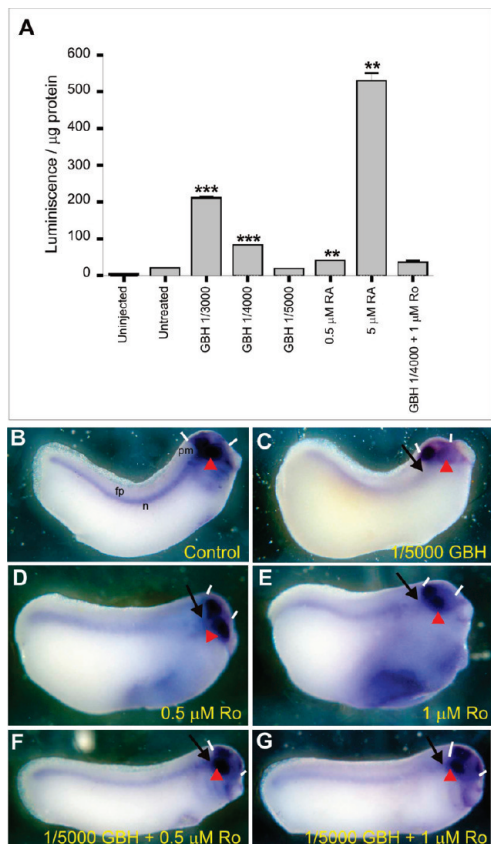 A
Luminiscence / µg protein
600
500
400
300
200
100
0
***
***
**
**
Uninjected
Untreated
GBH 1/3000
GBH 1/4000
GBH 1/5000
0.5 µM RA
5 µM RA
GBH 1/4000 + 1 µM Ro
B
pm
fp
n
Control
C
1/5000 GBH
D
0.5 µM Ro
E
1 µM Ro
F
1/5000 GBH + 0.5 µM Ro
G
1/5000 GBH + 1 µM Ro